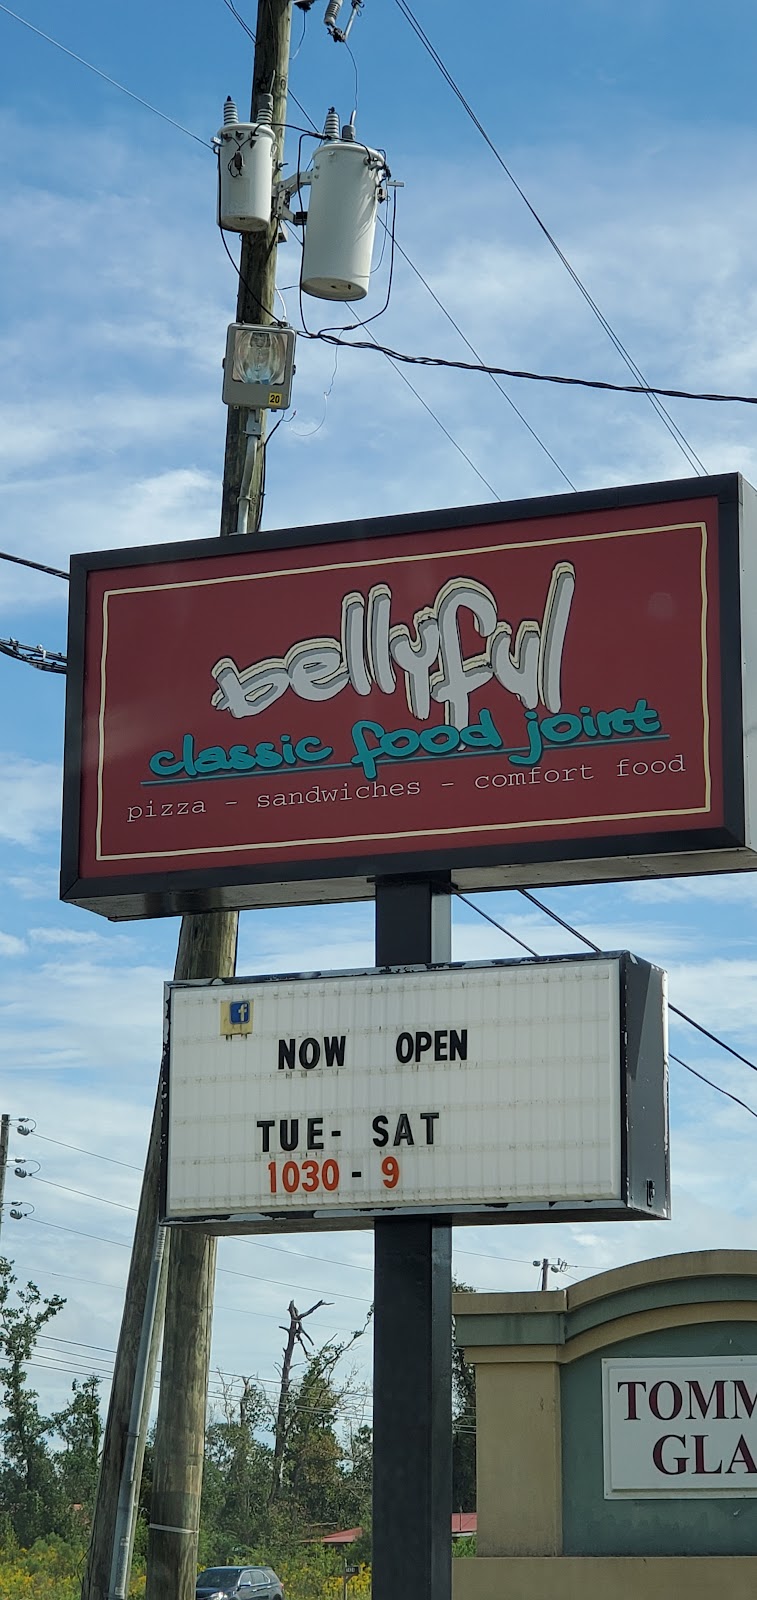 20
bellyful
classic food joint
pizza - sandwiches - comfort food
f
NOW OPEN
TUE- SAT
1030 - 9
TOMM
GLA